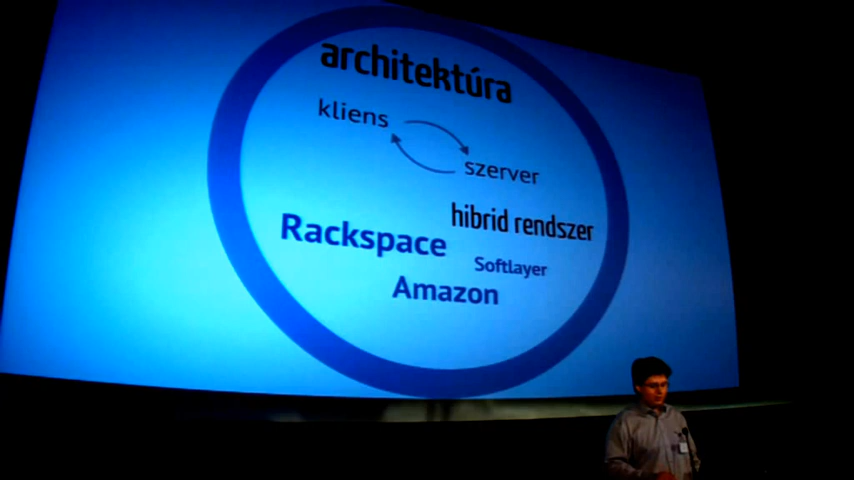 architektúra
kliens
szerver
hibrid rendszer
Rackspace
Softlayer
Amazon